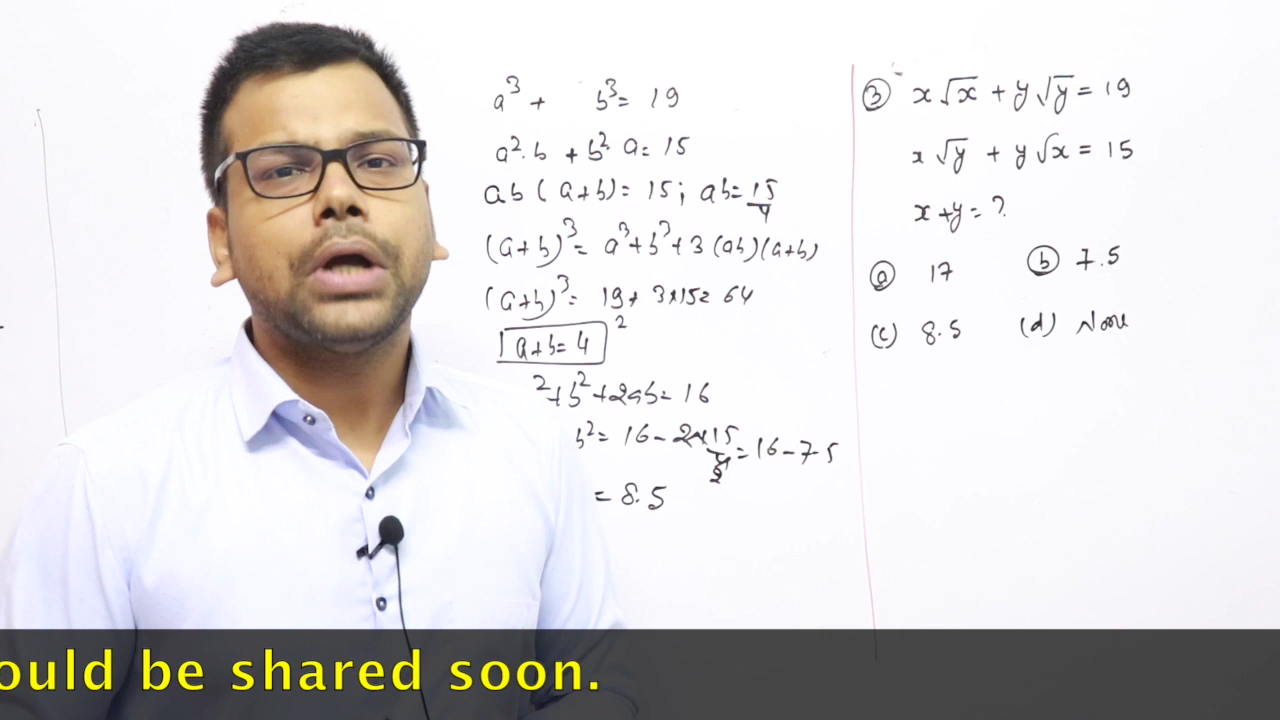 a³ + b³ = 19
a².b + b² a = 15
ab (a+b) = 15 ; ab = 15/4
(a+b)³ = a³+b³+3(ab)(a+b)
(a+b)³ = 19+ 3×15= 64
a+b= 4 ²
²+b²+2ab=16
b²= 16 - 2×15/4 2 = 16-7.5
= 8.5
③ x√x + y√y = 19
x√y + y√x = 15
x+y= ?
ⓐ 17 ⓑ 7.5
(c) 8.5 (d) None
ould be shared soon.